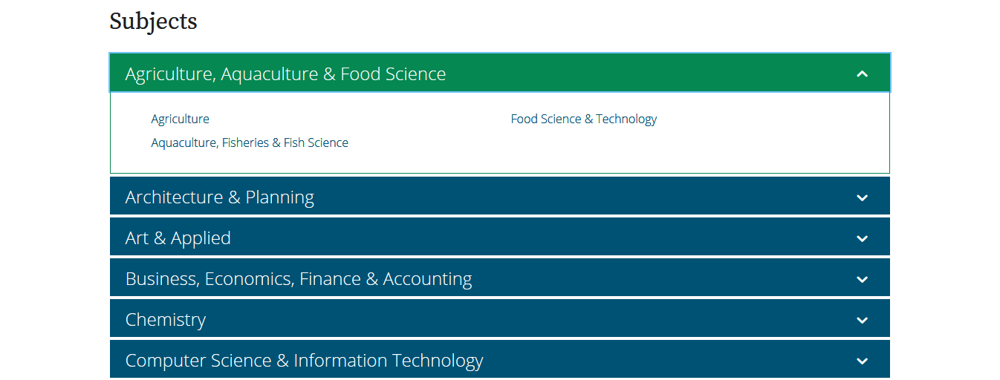 Subjects
Agriculture, Aquaculture & Food Science
Agriculture
Food Science & Technology
Aquaculture, Fisheries & Fish Science
Architecture & Planning
Art & Applied
Business, Economics, Finance & Accounting
Chemistry
Computer Science & Information Technology